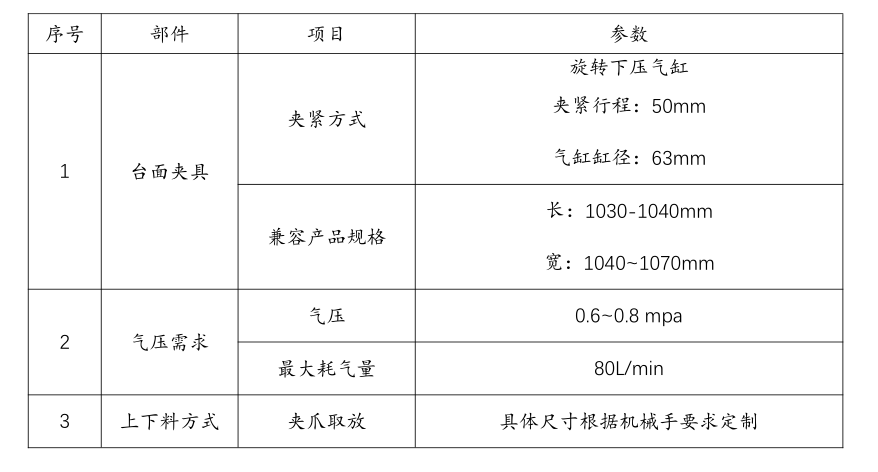 序号 部件 项目 参数
1 台面夹具 夹紧方式 旋转下压气缸
夹紧行程：50mm
气缸缸径：63mm
兼容产品规格 长：1030-1040mm
宽：1040~1070mm
2 气压需求 气压 0.6~0.8 mpa
最大耗气量 80L/min
3 上下料方式 夹爪取放 具体尺寸根据机械手要求定制